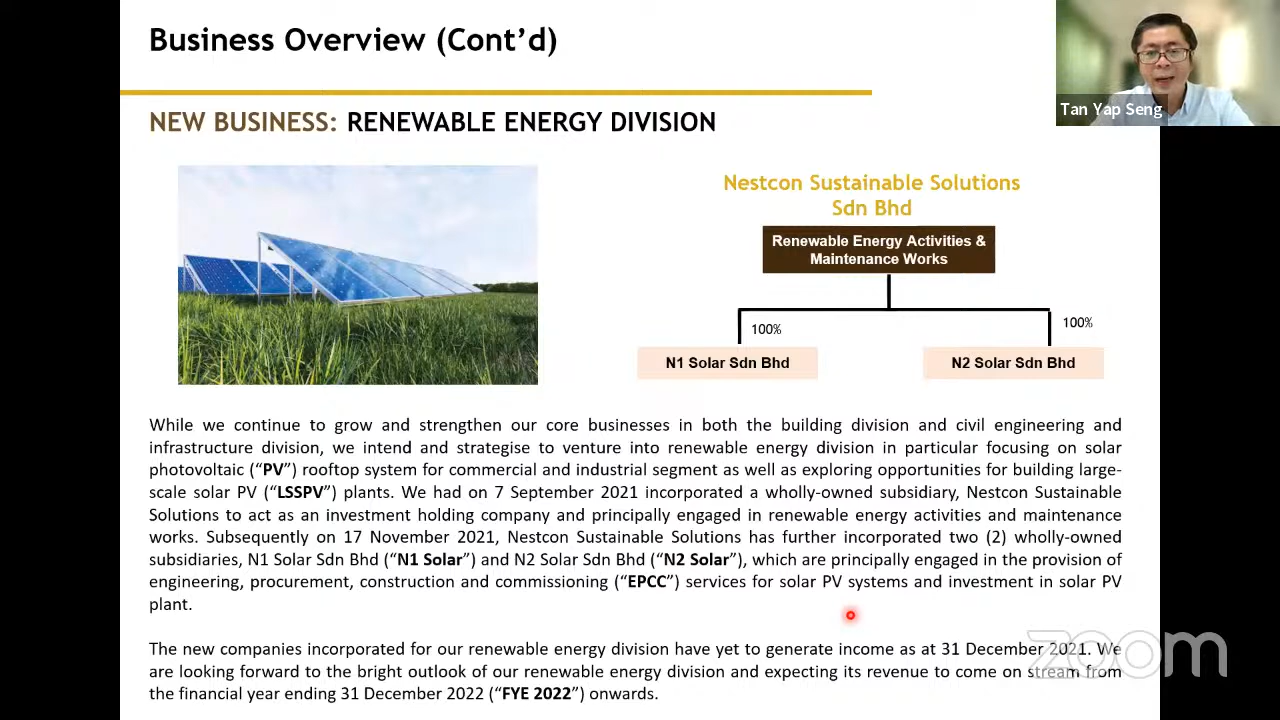 Business Overview (Cont'd)
Tan Yap Seng
NEW BUSINESS: RENEWABLE ENERGY DIVISION
Nestcon Sustainable Solutions
Sdn Bhd
Renewable Energy Activities &
Maintenance Works
100%
100%
N1 Solar Sdn Bhd
N2 Solar Sdn Bhd
While we continue to grow and strengthen our core businesses in both the building division and civil engineering and
infrastructure division, we intend and strategise to venture into renewable energy division in particular focusing on solar
photovoltaic ("PV") rooftop system for commercial and industrial segment as well as exploring opportunities for building large-
scale solar PV ("LSSPV") plants. We had on 7 September 2021 incorporated a wholly-owned subsidiary, Nestcon Sustainable
Solutions to act as an investment holding company and principally engaged in renewable energy activities and maintenance
works. Subsequently on 17 November 2021, Nestcon Sustainable Solutions has further incorporated two (2) wholly-owned
subsidiaries, N1 Solar Sdn Bhd ("N1 Solar") and N2 Solar Sdn Bhd ("N2 Solar"), which are principally engaged in the provision of
engineering, procurement, construction and commissioning ("EPCC") services for solar PV systems and investment in solar PV
plant.
The new companies incorporated for our renewable energy division have yet to generate income as at 31 December 2021. We
are looking forward to the bright outlook of our renewable energy division and expecting its revenue to come on stream from
the financial year ending 31 December 2022 ("FYE 2022") onwards.
zoom